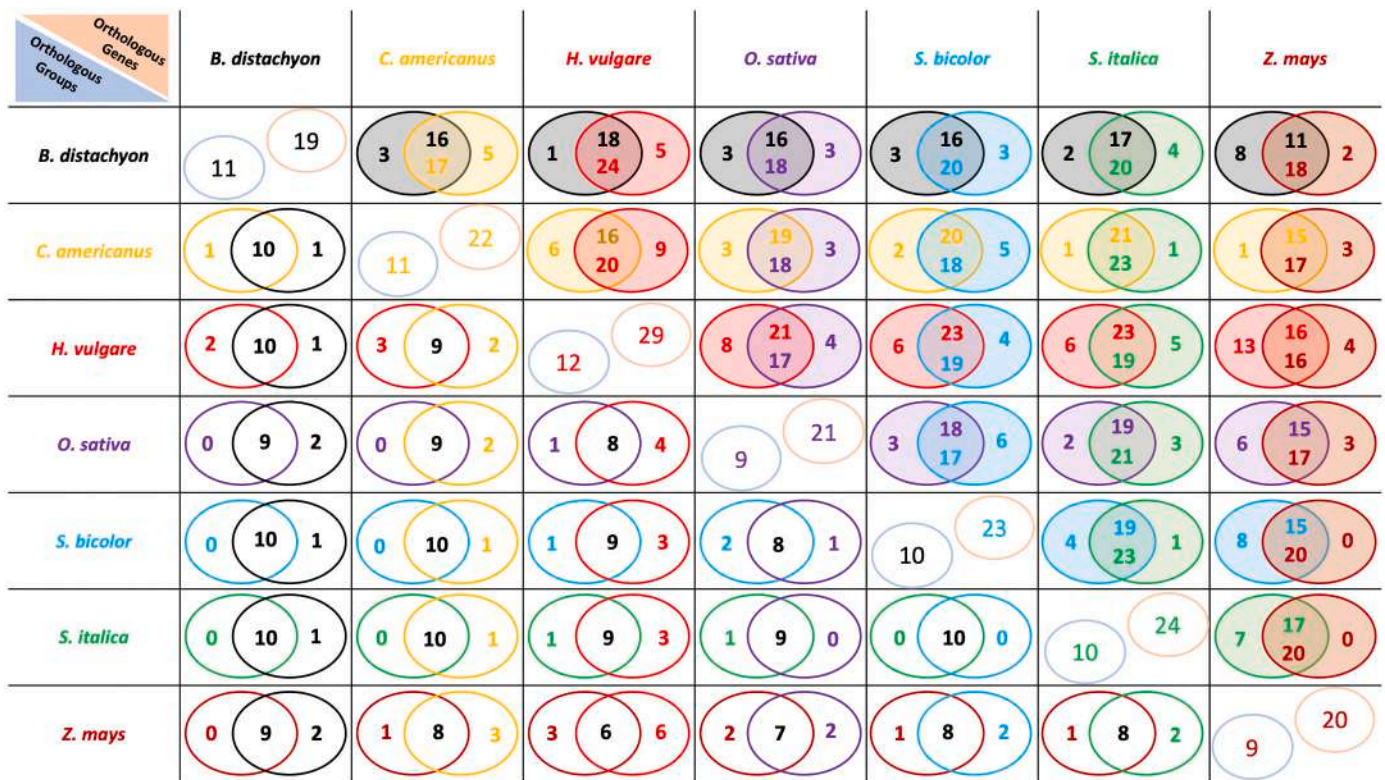 Orthologous
Genes
Orthologous
Groups
B. distachyon C. americanus H. vulgare O. sativa S. bicolor S. italica Z. mays
B. distachyon 11 19 3 16 17 5 1 18 24 5 3 16 18 3 3 16 20 3 2 17 20 4 8 11 18 2
C. americanus 1 10 1 11 22 6 16 20 9 3 19 18 3 2 20 18 5 1 21 23 1 1 15 17 3
H. vulgare 2 10 1 3 9 2 12 29 8 21 17 4 6 23 19 4 6 23 19 5 13 16 16 4
O. sativa 0 9 2 0 9 2 1 8 4 9 21 3 18 17 6 2 19 21 3 6 15 17 3
S. bicolor 0 10 1 0 10 1 1 9 3 2 8 1 10 23 4 19 23 1 8 15 20 0
S. italica 0 10 1 0 10 1 1 9 3 1 9 0 0 10 0 10 24 7 17 20 0
Z. mays 0 9 2 1 8 3 3 6 6 2 7 2 1 8 2 1 8 2 9 20